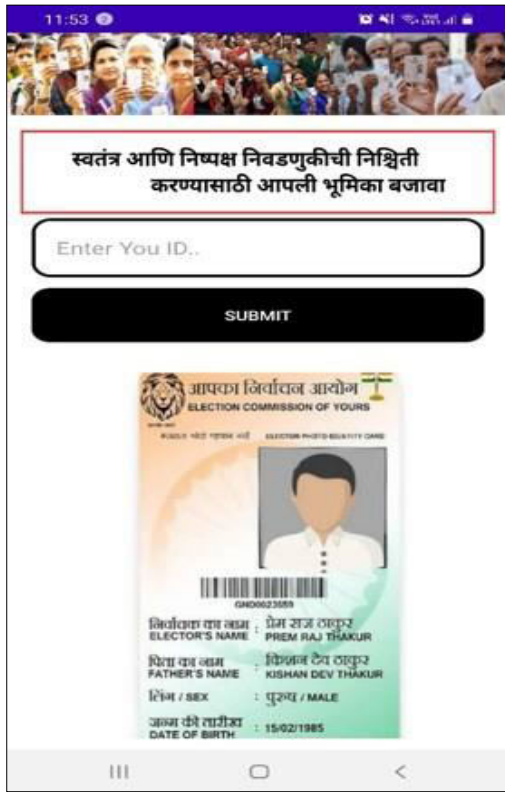 11:53
स्वतंत्र आणि निष्पक्ष निवडणुकीची निश्चिती
करण्यासाठी आपली भूमिका बजावा
Enter You ID..
SUBMIT
आपका निर्वाचन आयोग
ELECTION COMMISSION OF YOURS
ELECTION PHOTO IDENTITY CARD
GND0023059
निर्वाचक का नाम : प्रेम राज ठाकुर
ELECTOR'S NAME PREM RAJ THAKUR
पिता का नाम : किशन देव ठाकुर
FATHER'S NAME KISHAN DEV THAKUR
लिंग / SEX : पुरुष / MALE
जन्म की तारीख
DATE OF BIRTH : 15/02/1985